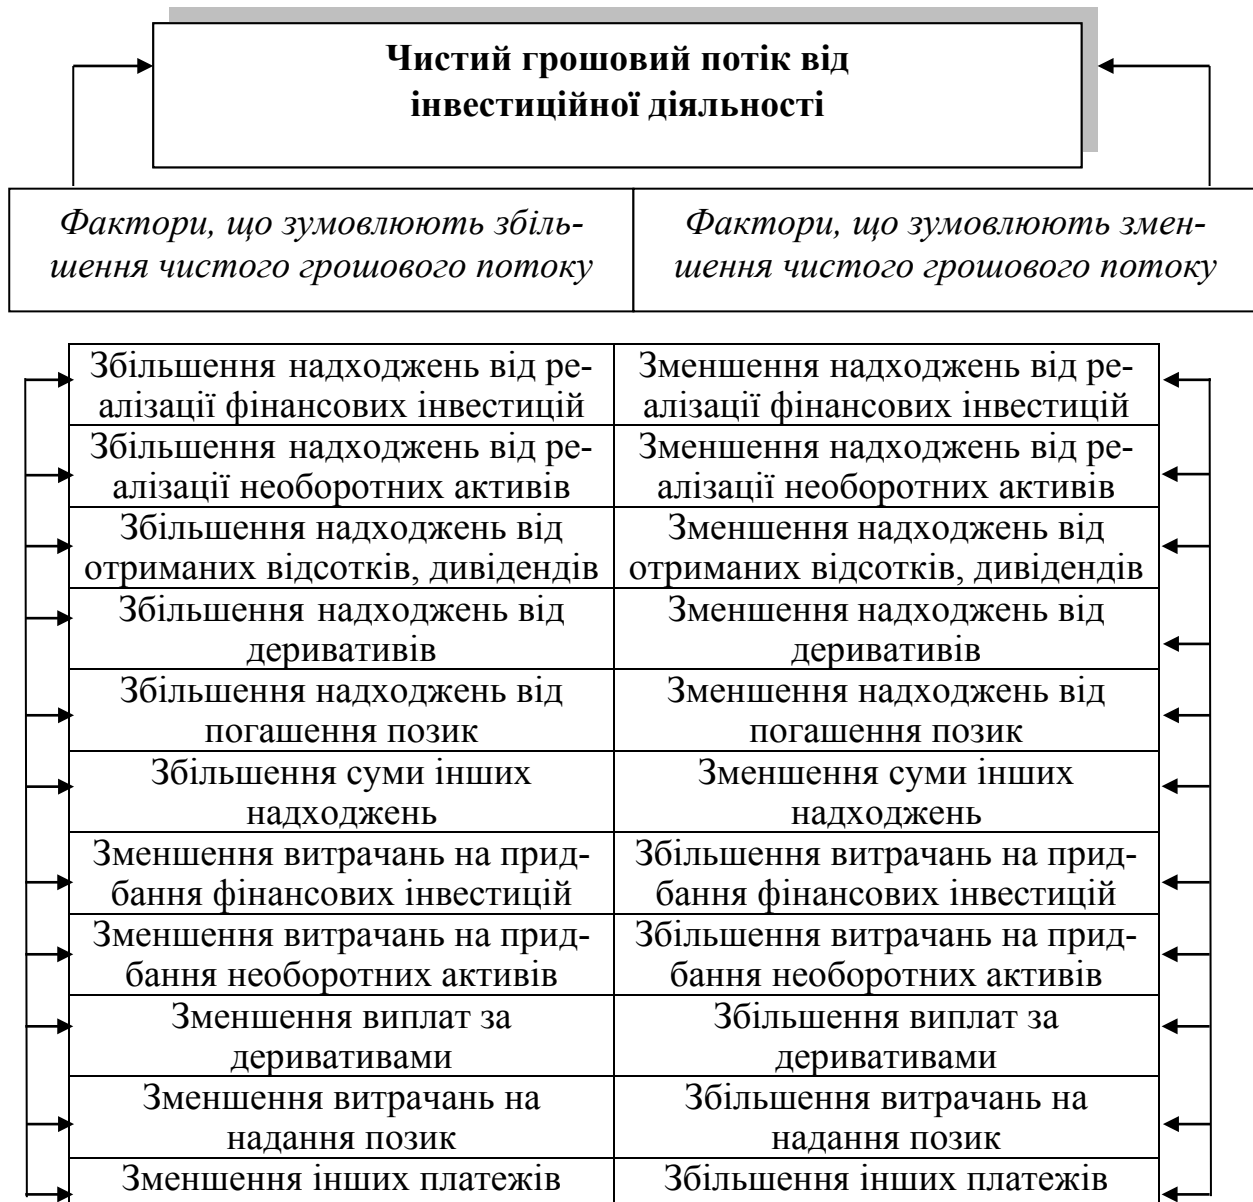 Чистий грошовий потік від
інвестиційної діяльності
Фактори, що зумовлюють збіль-
шення чистого грошового потоку
Фактори, що зумовлюють змен-
шення чистого грошового потоку
Збільшення надходжень від ре-
алізації фінансових інвестицій
Зменшення надходжень від ре-
алізації фінансових інвестицій
Збільшення надходжень від ре-
алізації необоротних активів
Зменшення надходжень від ре-
алізації необоротних активів
Збільшення надходжень від
отриманих відсотків, дивідендів
Зменшення надходжень від
отриманих відсотків, дивідендів
Збільшення надходжень від
деривативів
Зменшення надходжень від
деривативів
Збільшення надходжень від
погашення позик
Зменшення надходжень від
погашення позик
Збільшення суми інших
надходжень
Зменшення суми інших
надходжень
Зменшення витрачань на прид-
бання фінансових інвестицій
Збільшення витрачань на прид-
бання фінансових інвестицій
Зменшення витрачань на прид-
бання необоротних активів
Збільшення витрачань на прид-
бання необоротних активів
Зменшення виплат за
деривативами
Збільшення виплат за
деривативами
Зменшення витрачань на
надання позик
Збільшення витрачань на
надання позик
Зменшення інших платежів
Збільшення інших платежів